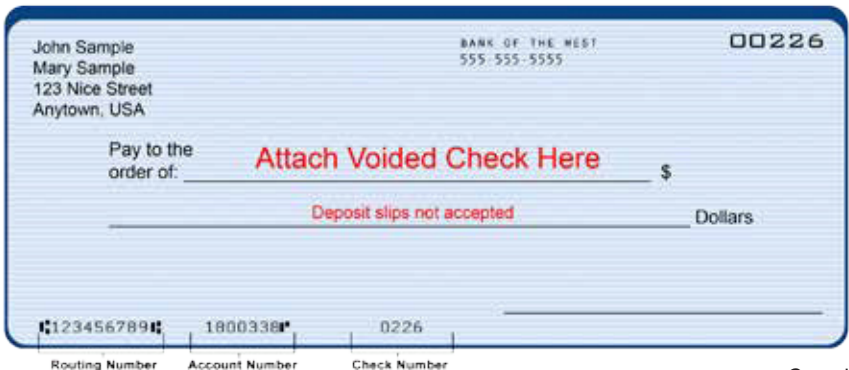 John Sample
Mary Sample
123 Nice Street
Anytown, USA
BANK OF THE WEST
555 555 5555
00226
Pay to the
order of:
Attach Voided Check Here
$
Deposit slips not accepted
Dollars
⑆123456789⑆ 1800338⑈ 0226
Routing Number Account Number Check Number